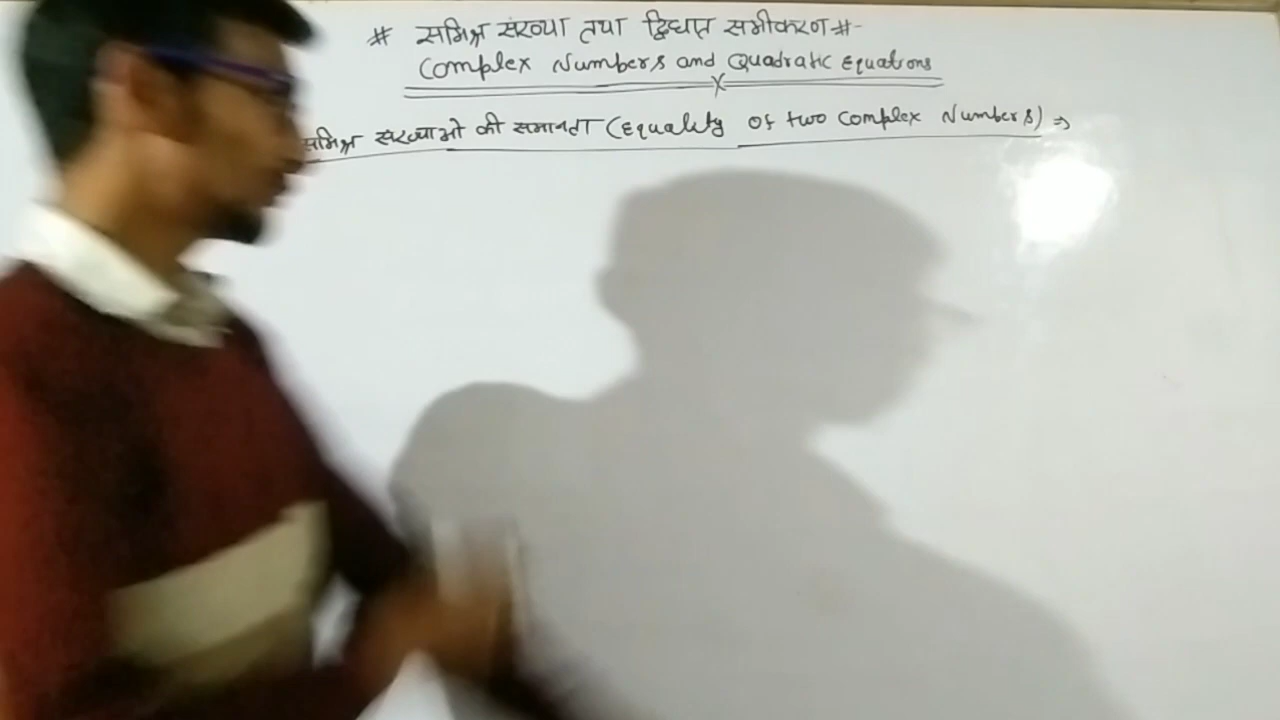 # समिश्र संख्या तथा द्विघात समीकरण #-
Complex Numbers and Quadratic Equations
समिश्र संख्याओ की समानता (Equality of two Complex Numbers) ⇒